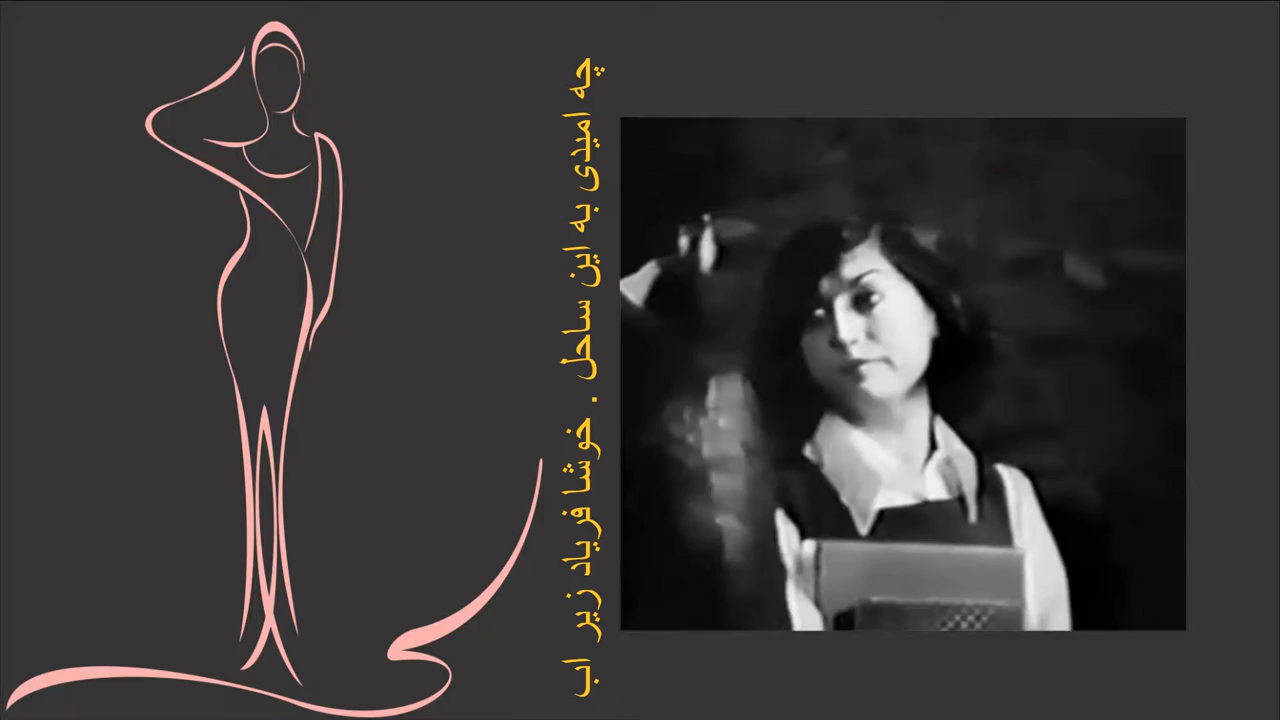 چه امیدی به این ساحل . خوشا فریاد زیر اب